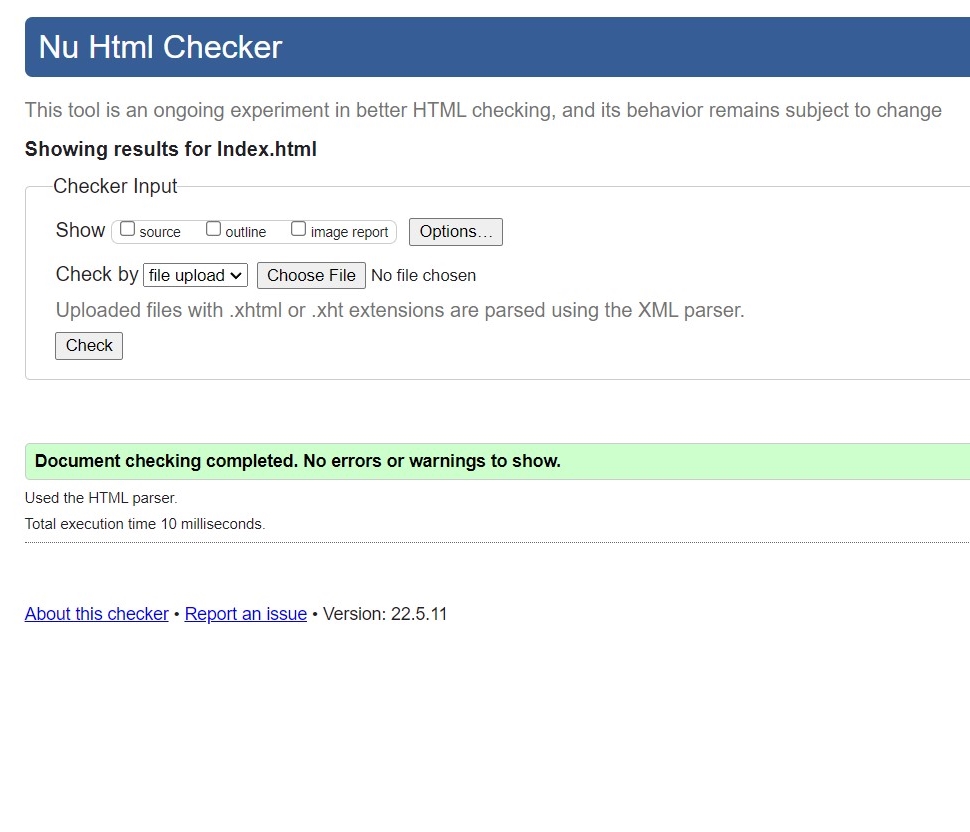 Nu Html Checker
This tool is an ongoing experiment in better HTML checking, and its behavior remains subject to change
Showing results for Index.html
Checker Input
Show source outline image report Options…
Check by file upload Choose File No file chosen
Uploaded files with .xhtml or .xht extensions are parsed using the XML parser.
Check
Document checking completed. No errors or warnings to show.
Used the HTML parser.
Total execution time 10 milliseconds.
About this checker • Report an issue • Version: 22.5.11